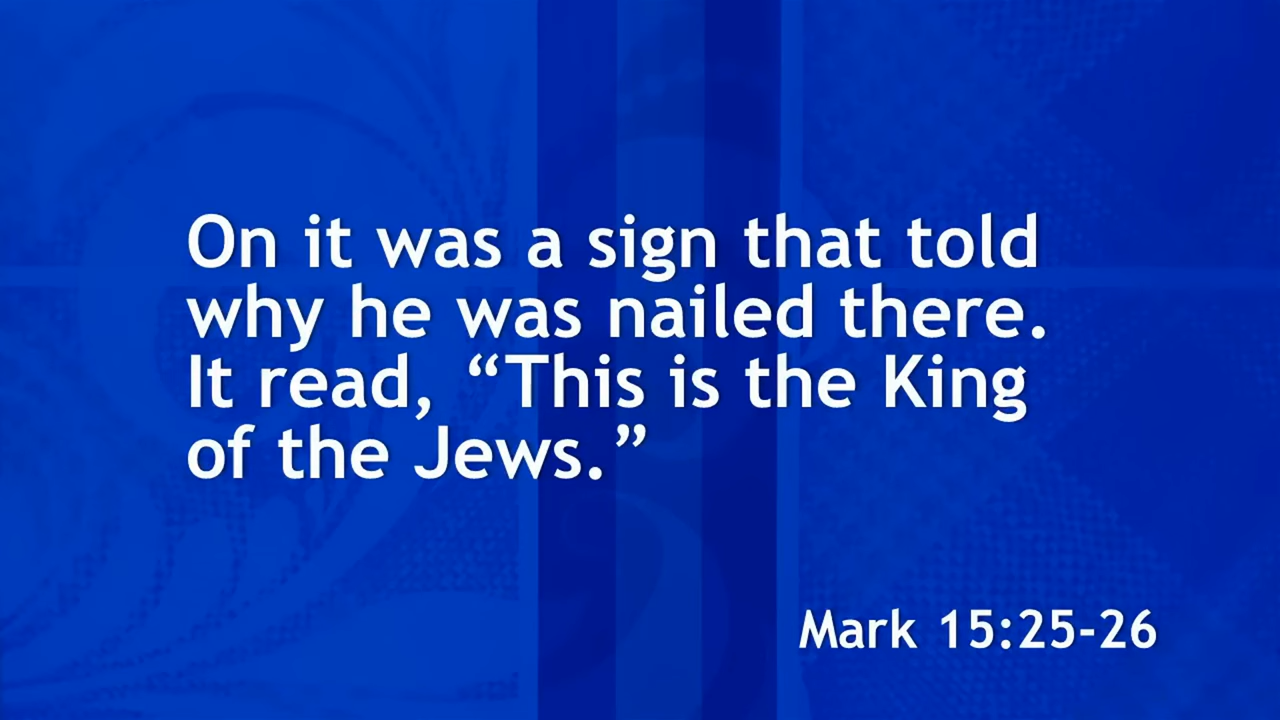 On it was a sign that told
why he was nailed there.
It read, “This is the King
of the Jews.”
Mark 15:25-26